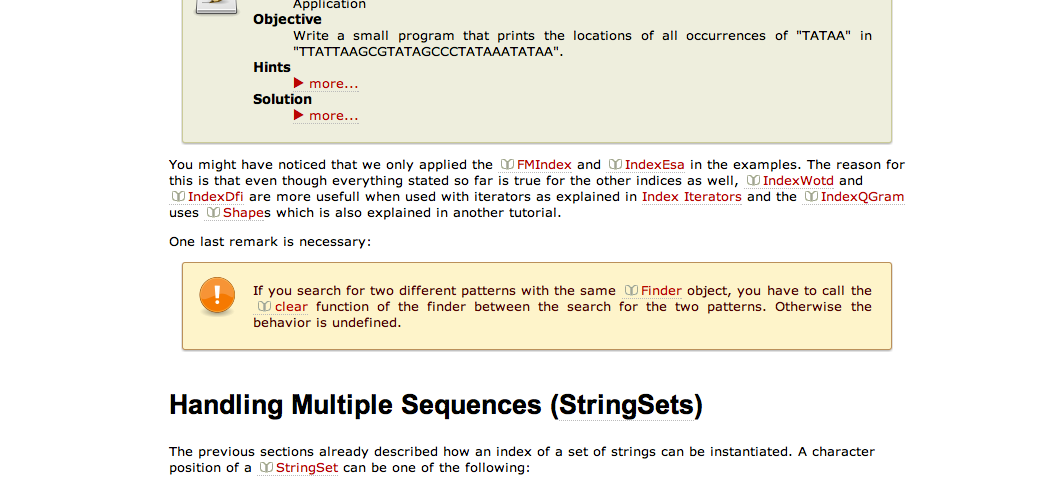 Application
Objective
Write a small program that prints the locations of all occurrences of "TATAA" in
"TTATTAAGCGTATAGCCCTATAAATATAA".
Hints
more...
Solution
more...
You might have noticed that we only applied the FMIndex and IndexEsa in the examples. The reason for
this is that even though everything stated so far is true for the other indices as well, IndexWotd and
IndexDfi are more usefull when used with iterators as explained in Index Iterators and the IndexQGram
uses Shapes which is also explained in another tutorial.
One last remark is necessary:
If you search for two different patterns with the same Finder object, you have to call the
clear function of the finder between the search for the two patterns. Otherwise the
behavior is undefined.
Handling Multiple Sequences (StringSets)
The previous sections already described how an index of a set of strings can be instantiated. A character
position of a StringSet can be one of the following: